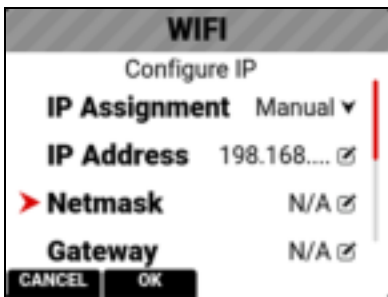 WIFI
Configure IP
IP Assignment Manual
IP Address 198.168....
Netmask N/A
Gateway N/A
CANCEL OK